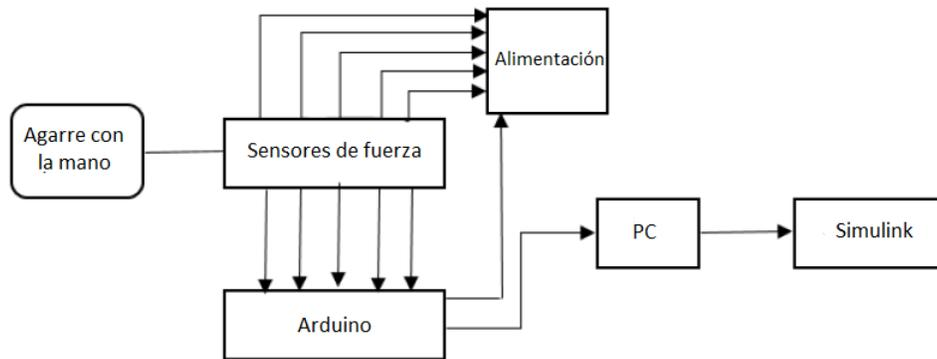 Alimentación
Agarre con
la mano
Sensores de fuerza
PC
Simulink
Arduino